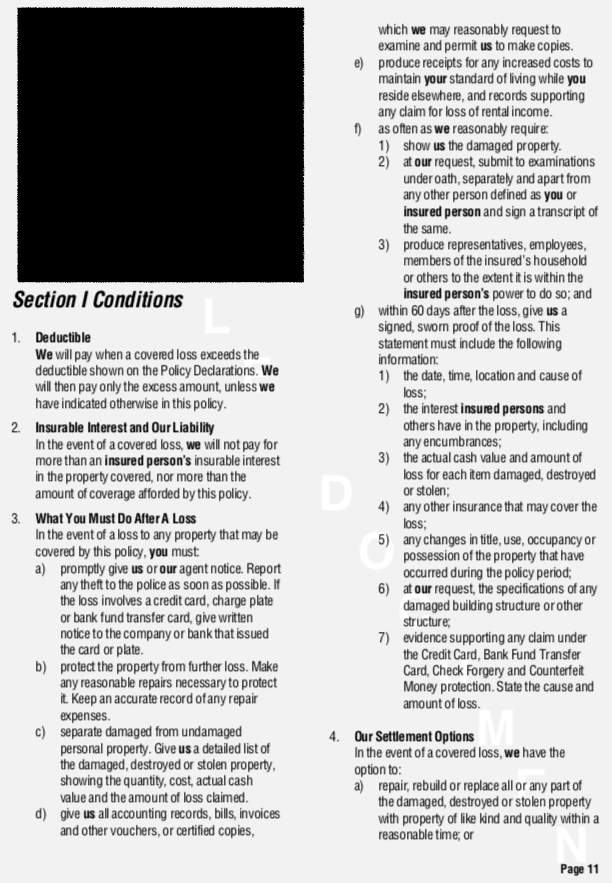 Section I Conditions
1. Deductible
We will pay when a covered loss exceeds the
deductible shown on the Policy Declarations. We
will then pay only the excess amount, unless we
have indicated otherwise in this policy.
2. Insurable Interest and Our Liability
In the event of a covered loss, we will not pay for
more than an insured person's insurable interest
in the property covered, nor more than the
amount of coverage afforded by this policy.
3. What You Must Do After A Loss
In the event of a loss to any property that may be
covered by this policy, you must:
a) promptly give us or our agent notice. Report
any theft to the police as soon as possible. If
the loss involves a credit card, charge plate
or bank fund transfer card, give written
notice to the company or bank that issued
the card or plate.
b) protect the property from further loss. Make
any reasonable repairs necessary to protect
it. Keep an accurate record of any repair
expenses.
c) separate damaged from undamaged
personal property. Give us a detailed list of
the damaged, destroyed or stolen property,
showing the quantity, cost, actual cash
value and the amount of loss claimed.
d) give us all accounting records, bills, invoices
and other vouchers, or certified copies,
which we may reasonably request to
examine and permit us to make copies.
e) produce receipts for any increased costs to
maintain your standard of living while you
reside elsewhere, and records supporting
any claim for loss of rental income.
f) as often as we reasonably require:
1) show us the damaged property.
2) at our request, submit to examinations
under oath, separately and apart from
any other person defined as you or
insured person and sign a transcript of
the same.
3) produce representatives, employees,
members of the insured's household
or others to the extent it is within the
insured person's power to do so; and
g) within 60 days after the loss, give us a
signed, sworn proof of the loss. This
statement must include the following
information:
1) the date, time, location and cause of
loss;
2) the interest insured persons and
others have in the property, including
any encumbrances;
3) the actual cash value and amount of
loss for each item damaged, destroyed
or stolen;
4) any other insurance that may cover the
loss;
5) any changes in title, use, occupancy or
possession of the property that have
occurred during the policy period;
6) at our request, the specifications of any
damaged building structure or other
structure;
7) evidence supporting any claim under
the Credit Card, Bank Fund Transfer
Card, Check Forgery and Counterfeit
Money protection. State the cause and
amount of loss.
4. Our Settlement Options
In the event of a covered loss, we have the
option to:
a) repair, rebuild or replace all or any part of
the damaged, destroyed or stolen property
with property of like kind and quality within a
reasonable time; or
Page 11